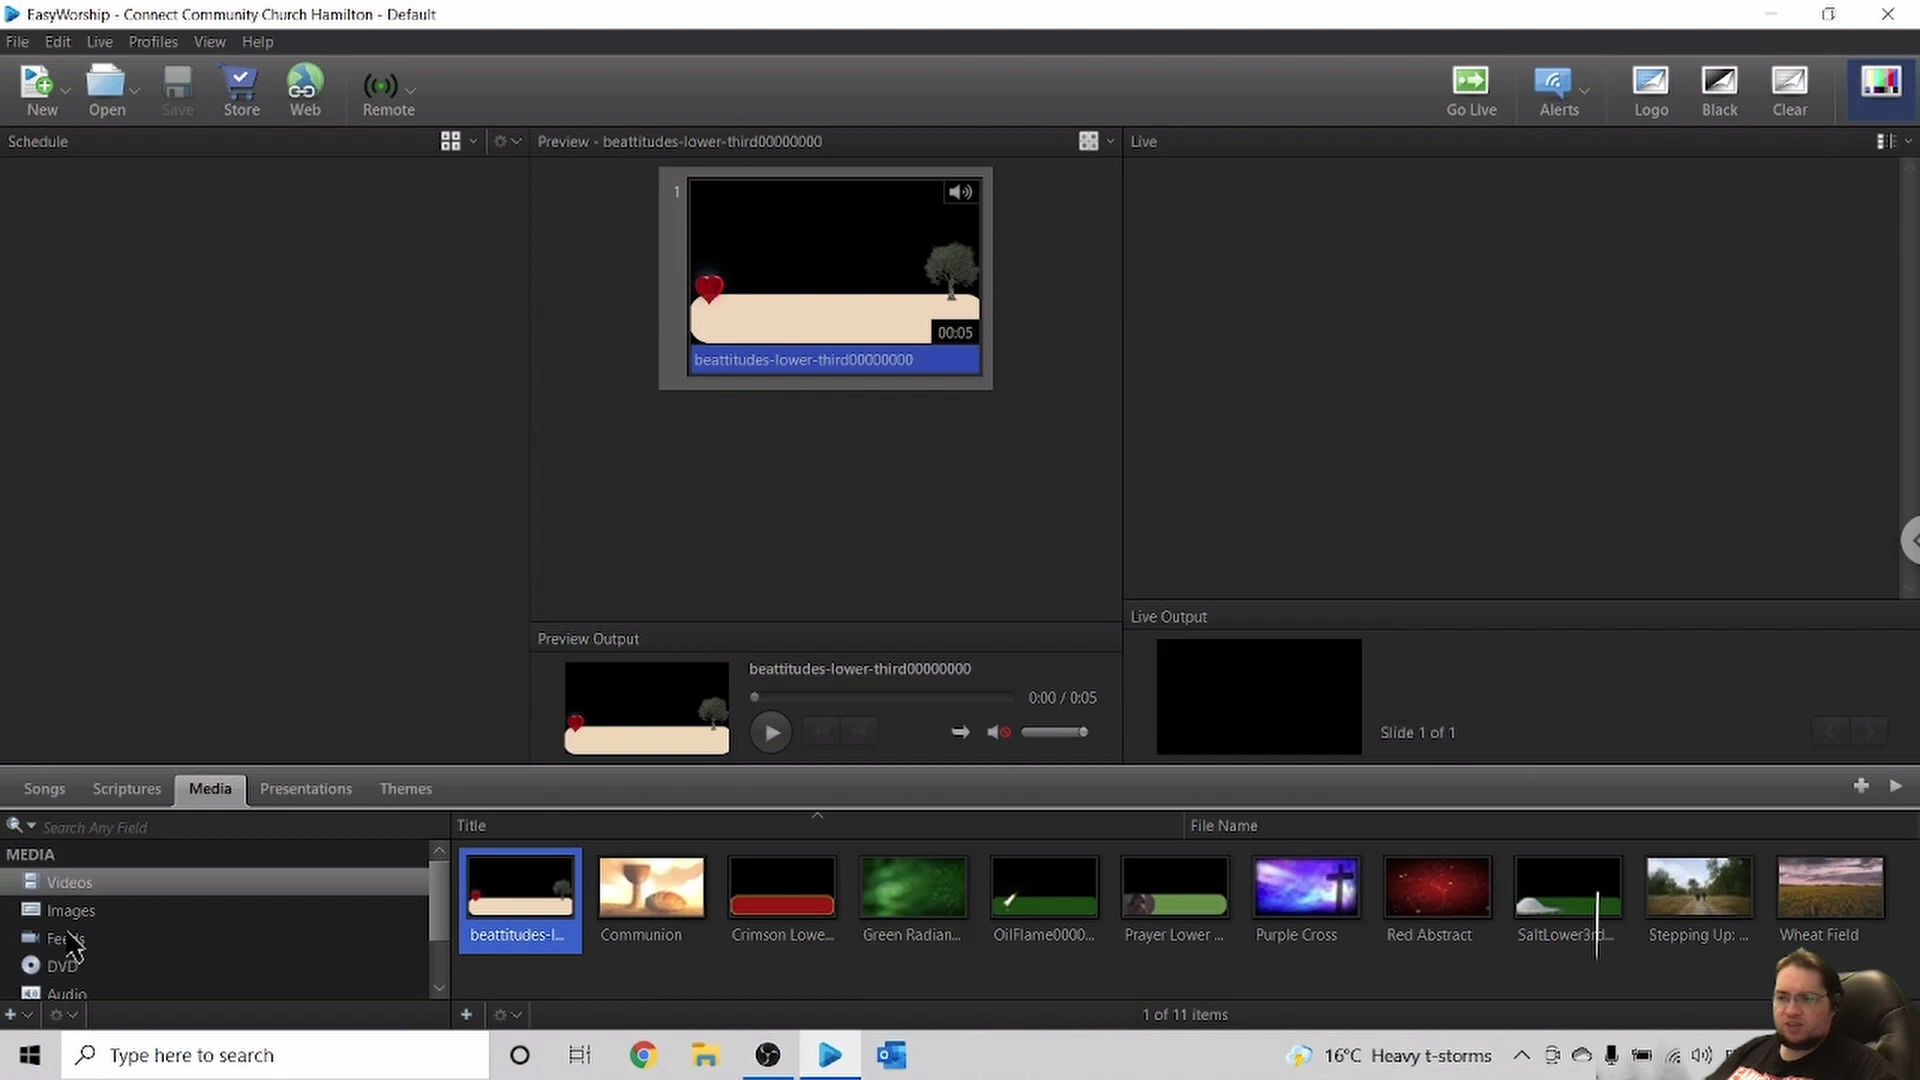 EasyWorship - Connect Community Church Hamilton - Default
File Edit Live Profiles View Help
New Open Save Store Web Remote Go Live Alerts Logo Black Clear
Schedule
Preview - beattitudes-lower-third00000000
Live
1
00:05
beattitudes-lower-third00000000
Preview Output
beattitudes-lower-third00000000
0:00 / 0:05
Live Output
Slide 1 of 1
Songs Scriptures Media Presentations Themes
Search Any Field
Title
File Name
MEDIA
Videos
Images
Feeds
DVD
Audio
beattitudes-l...
Communion
Crimson Lowe...
Green Radian...
OilFlame0000...
Prayer Lower ...
Purple Cross
Red Abstract
SaltLower3rd...
Stepping Up: ...
Wheat Field
1 of 11 items
Type here to search
16°C Heavy t-storms